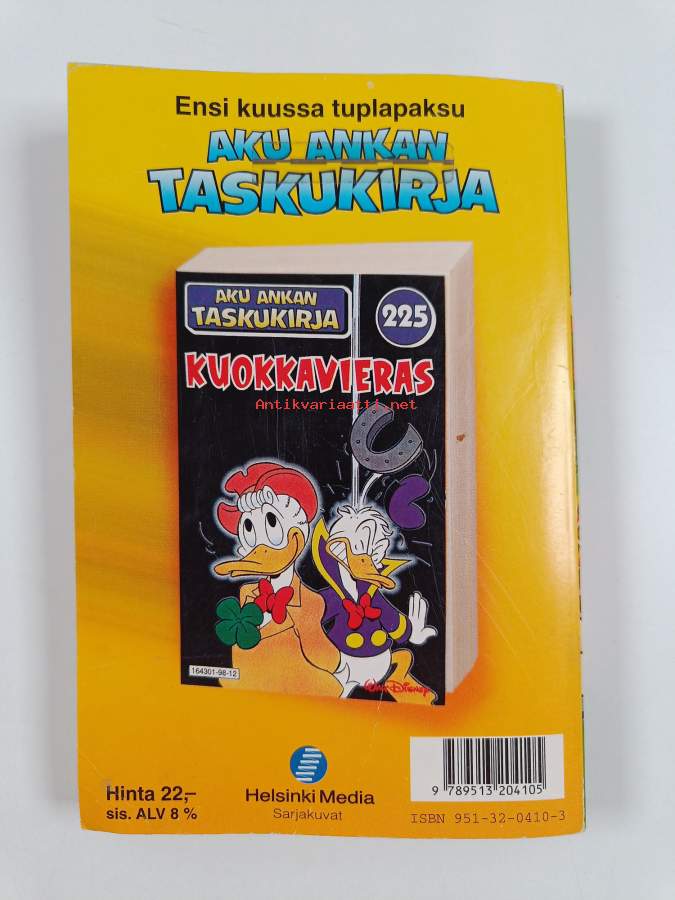 Ensi kuussa tuplapaksu
AKU ANKAN
TASKUKIRJA
AKU ANKAN
TASKUKIRJA
225
KUOKKAVIERAS
Antikvariaatti.net
164301-98-12
Walt Disney
Hinta 22,–
sis. ALV 8 %
Helsinki Media
Sarjakuvat
9 789513 204105
ISBN 951-32-0410-3